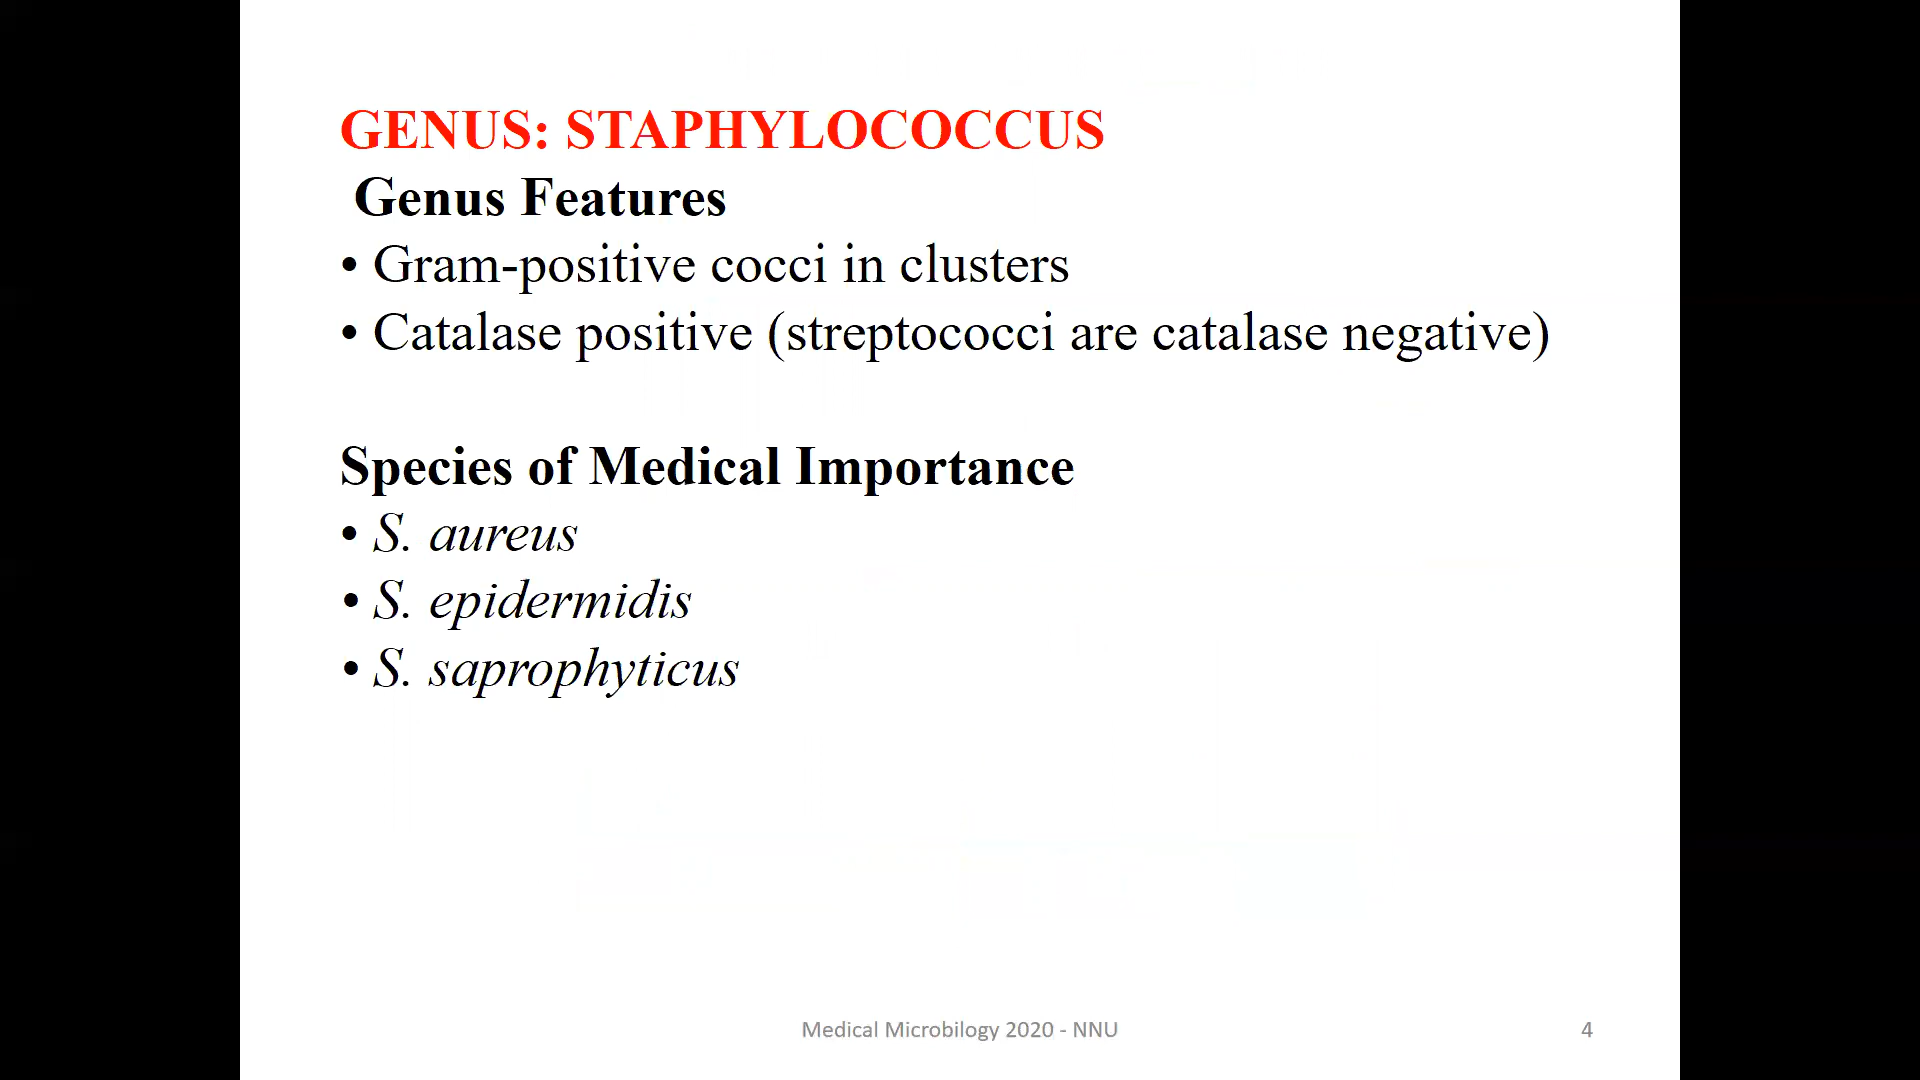 GENUS: STAPHYLOCOCCUS
Genus Features
• Gram-positive cocci in clusters
• Catalase positive (streptococci are catalase negative)
Species of Medical Importance
• S. aureus
• S. epidermidis
• S. saprophyticus
Medical Microbilogy 2020 - NNU
4